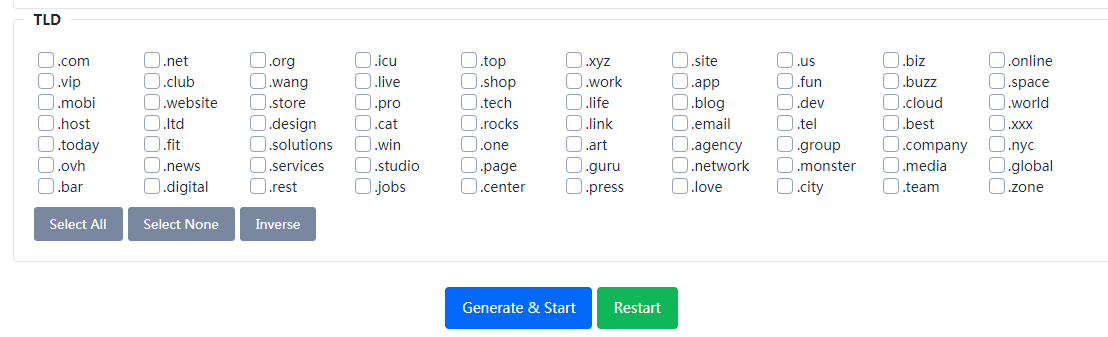 TLD
.com .net .org .icu .top .xyz .site .us .biz .online
.vip .club .wang .live .shop .work .app .fun .buzz .space
.mobi .website .store .pro .tech .life .blog .dev .cloud .world
.host .ltd .design .cat .rocks .link .email .tel .best .xxx
.today .fit .solutions .win .one .art .agency .group .company .nyc
.ovh .news .services .studio .page .guru .network .monster .media .global
.bar .digital .rest .jobs .center .press .love .city .team .zone
Select All Select None Inverse
Generate & Start Restart